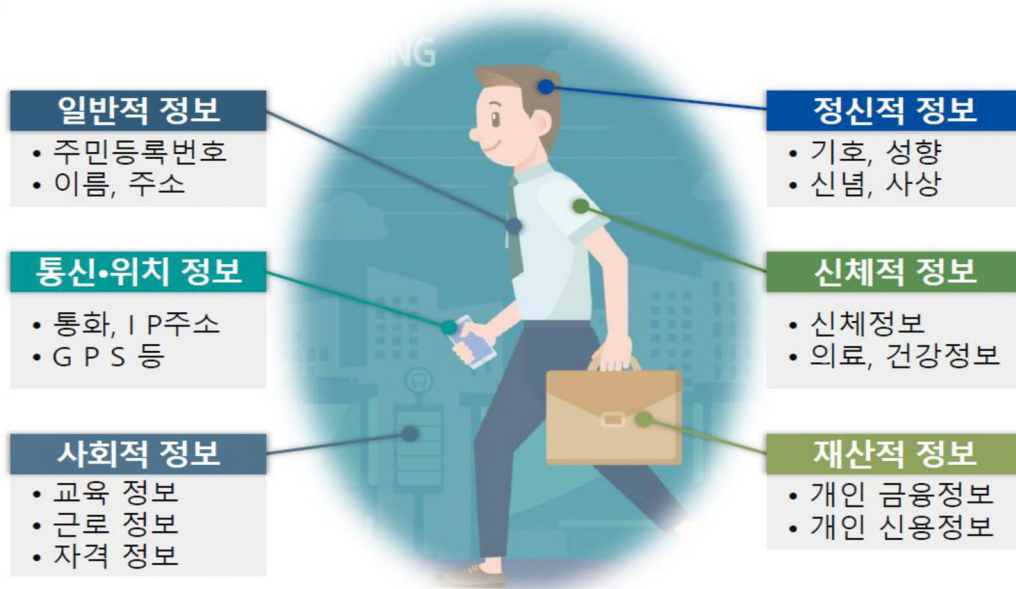 일반적 정보
• 주민등록번호
• 이름, 주소
통신•위치 정보
• 통화, I P주소
• G P S 등
사회적 정보
• 교육 정보
• 근로 정보
• 자격 정보
정신적 정보
• 기호, 성향
• 신념, 사상
신체적 정보
• 신체정보
• 의료, 건강정보
재산적 정보
• 개인 금융정보
• 개인 신용정보